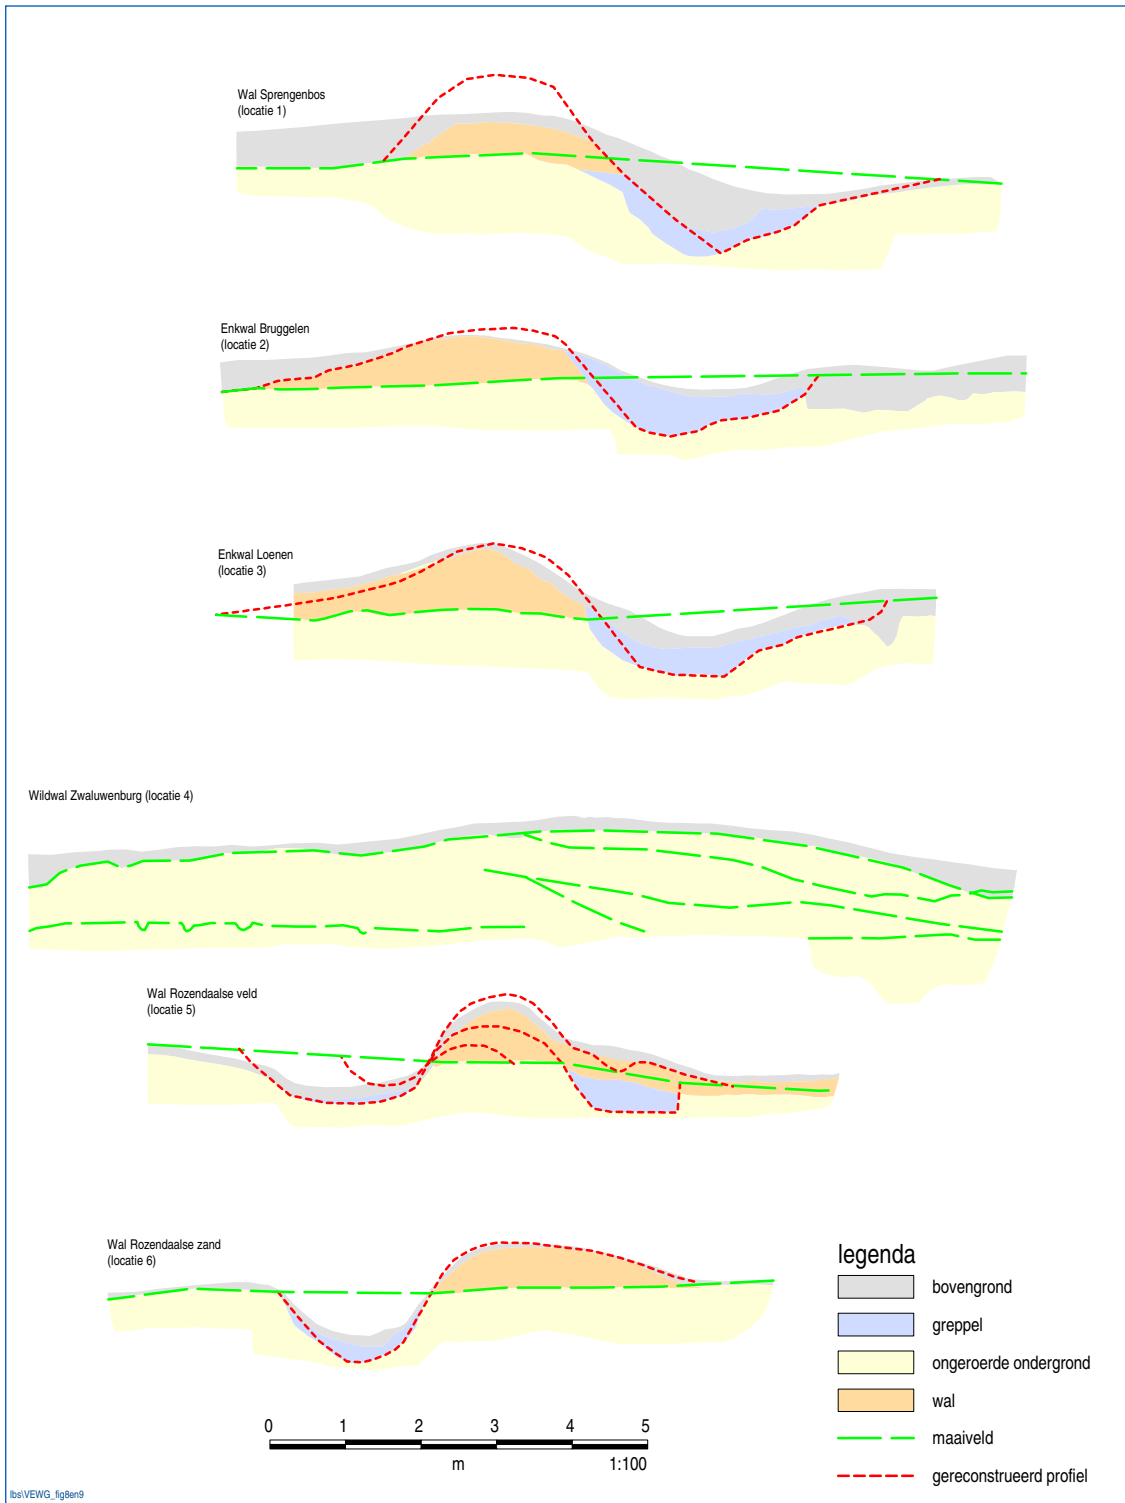 Wal Sprengenbos
(locatie 1)
Enkwal Bruggelen
(locatie 2)
Enkwal Loenen
(locatie 3)
Wildwal Zwaluwenburg (locatie 4)
Wal Rozendaalse veld
(locatie 5)
Wal Rozendaalse zand
(locatie 6)
legenda
bovengrond
greppel
ongeroerde ondergrond
wal
maaiveld
gereconstrueerd profiel
0 1 2 3 4 5
m 1:100
lbs\VEWG_fig8en9